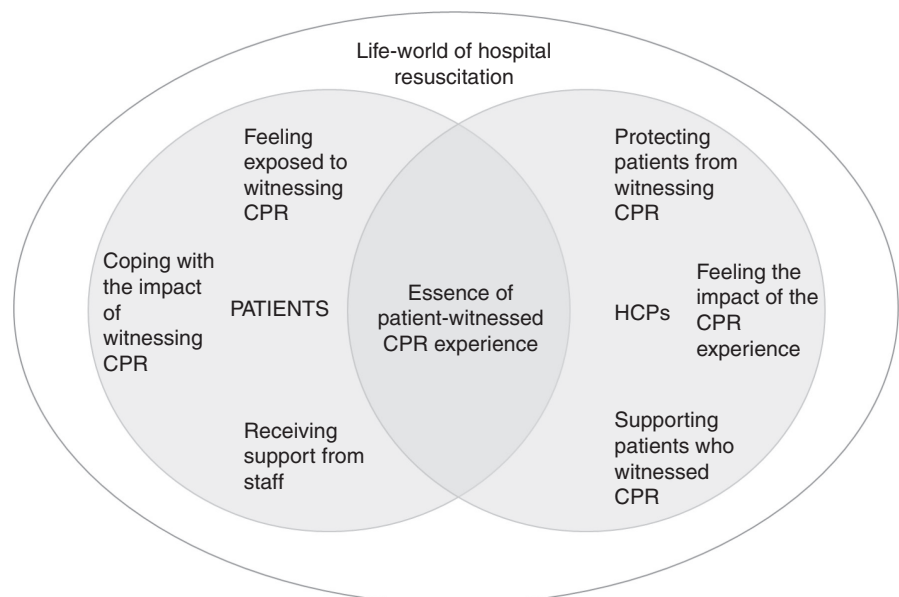 Life-world of hospital
resuscitation
Feeling
exposed to
witnessing
CPR
Coping with
the impact
of
witnessing
CPR
PATIENTS
Receiving
support from
staff
Essence of
patient-witnessed
CPR experience
Protecting
patients from
witnessing
CPR
HCPs
Feeling the
impact of the
CPR
experience
Supporting
patients who
witnessed
CPR